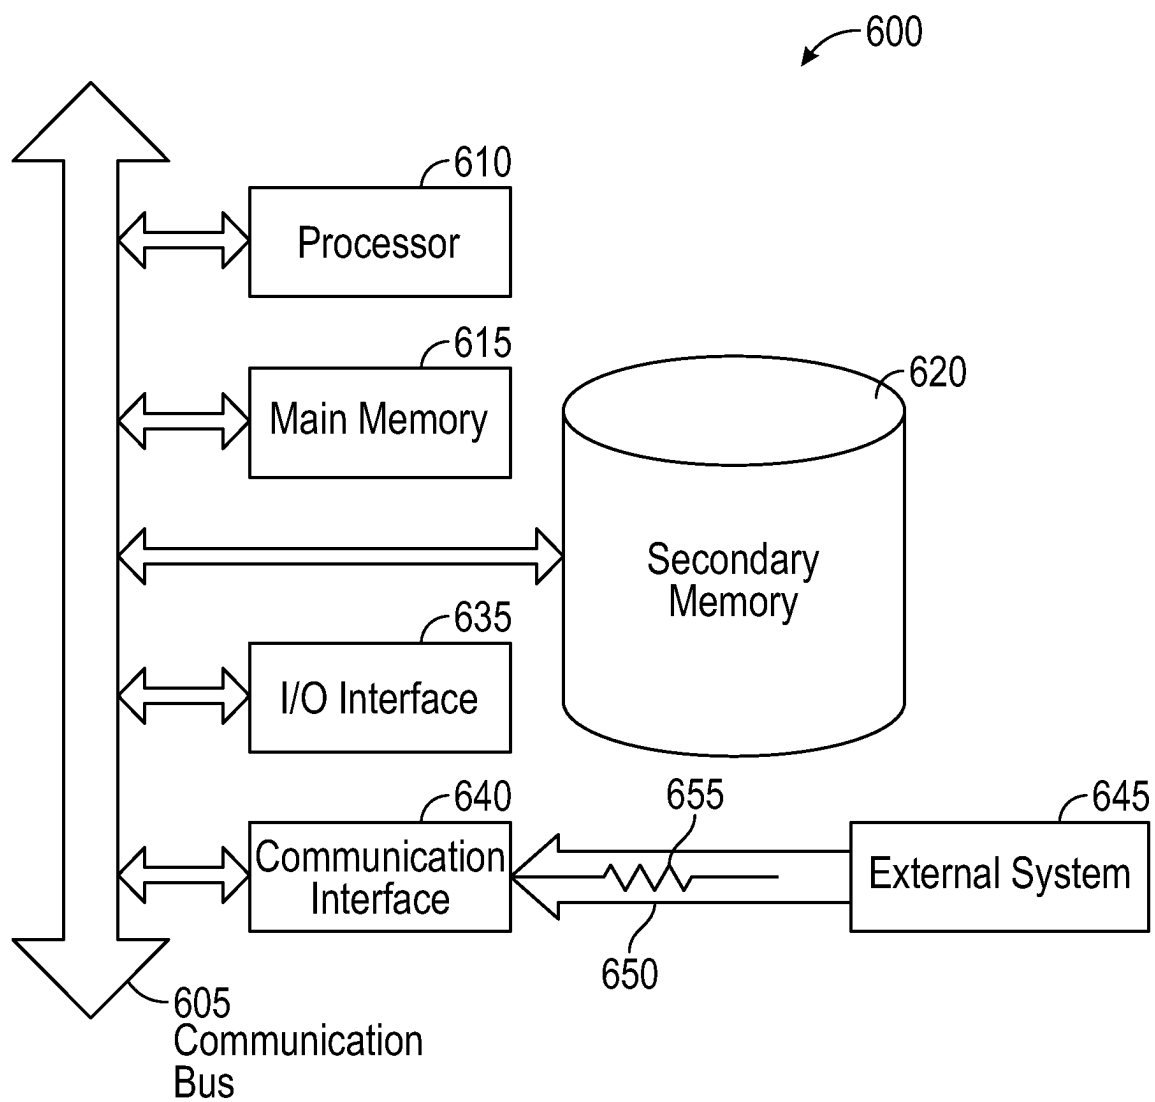 600
610
Processor
615
Main Memory
620
Secondary
Memory
635
I/O Interface
640
Communication
Interface
655
650
645
External System
605
Communication
Bus